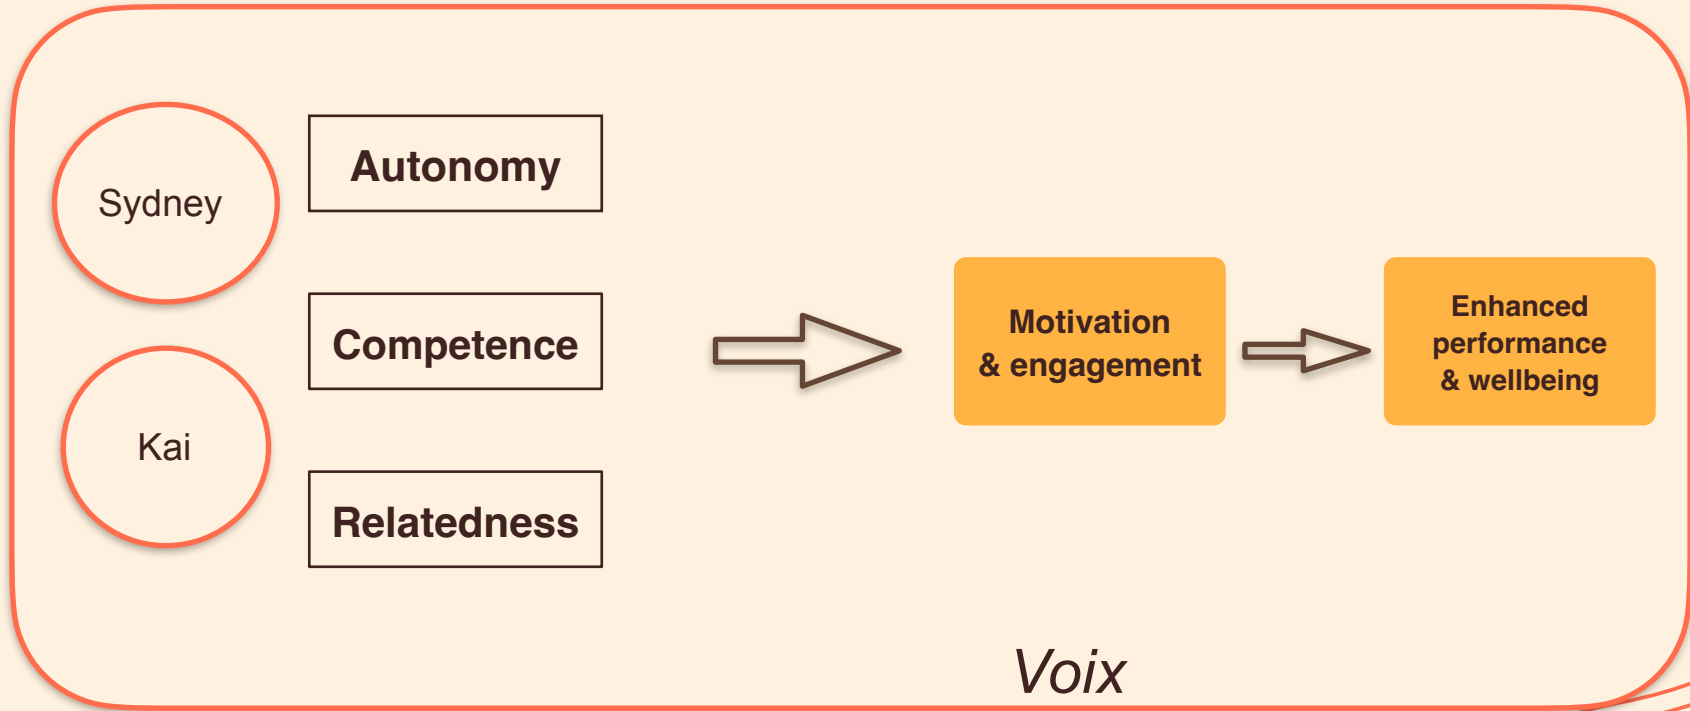 Sydney
Kai
Autonomy
Competence
Relatedness
Motivation
& engagement
Enhanced
performance
& wellbeing
Voix